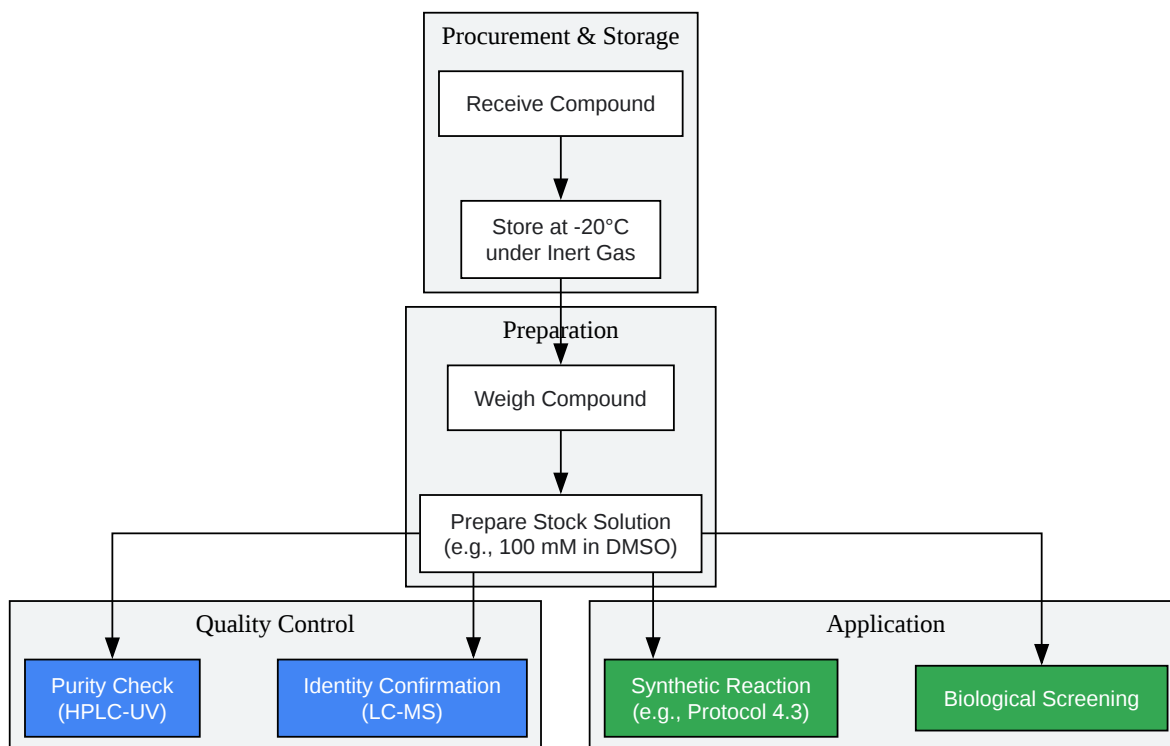 Procurement & Storage
Receive Compound
Store at -20°C
under Inert Gas
Preparation
Weigh Compound
Prepare Stock Solution
(e.g., 100 mM in DMSO)
Quality Control
Purity Check
(HPLC-UV)
Identity Confirmation
(LC-MS)
Application
Synthetic Reaction
(e.g., Protocol 4.3)
Biological Screening